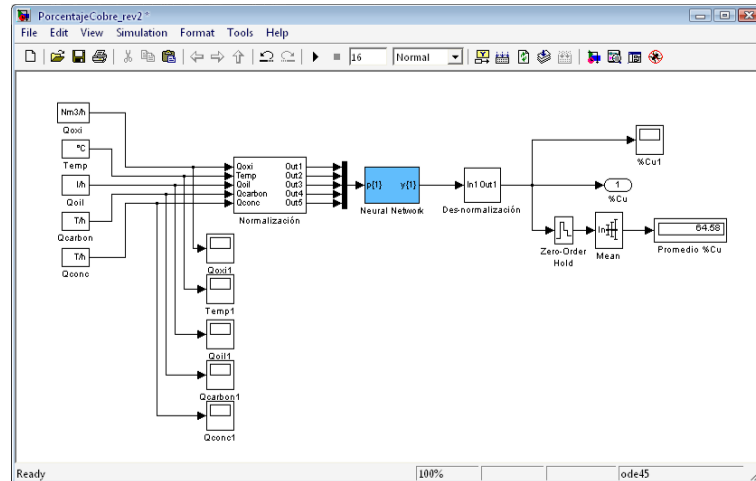 PorcentajeCobre_rev2 *
File Edit View Simulation Format Tools Help
16 Normal
Nm3/h
Qoxi
ºC
Temp
l/h
Qoil
T/h
Qcarbon
T/h
Qconc
Qoxi Out1
Temp Out2
Qoil Out3
Qcarbon Out4
Qconc Out5
Normalización
p{1} y{1}
Neural Network
In1 Out1
Des-normalización
%Cu1
1
%Cu
Zero-Order
Hold
In
Mean
64.58
Promedio %Cu
Qoxi1
Temp1
Qoil1
Qcarbon1
Qconc1
Ready 100% ode45